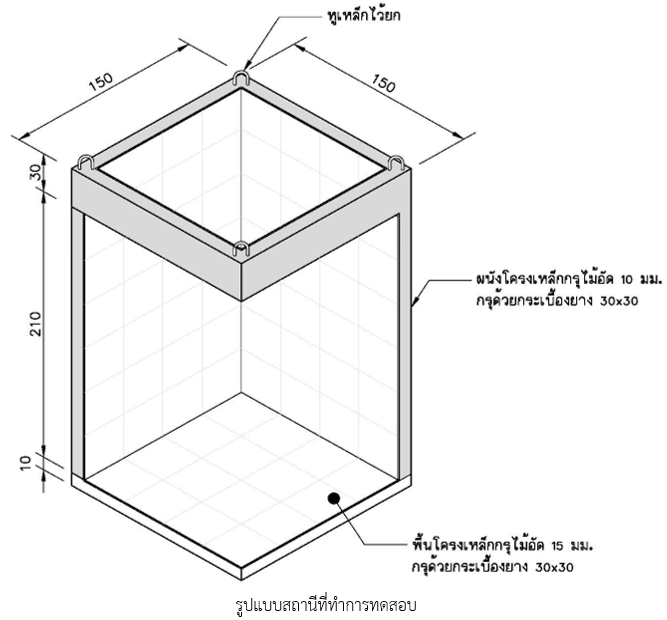 หูเหล็กไว้ยก
150
150
30
210
10
ผนังโครงเหล็กกรุไม้อัด 10 มม.
กรุด้วยกระเบื้องยาง 30x30
พื้นโครงเหล็กกรุไม้อัด 15 มม.
กรุด้วยกระเบื้องยาง 30x30
รูปแบบสถานีที่ทำการทดสอบ